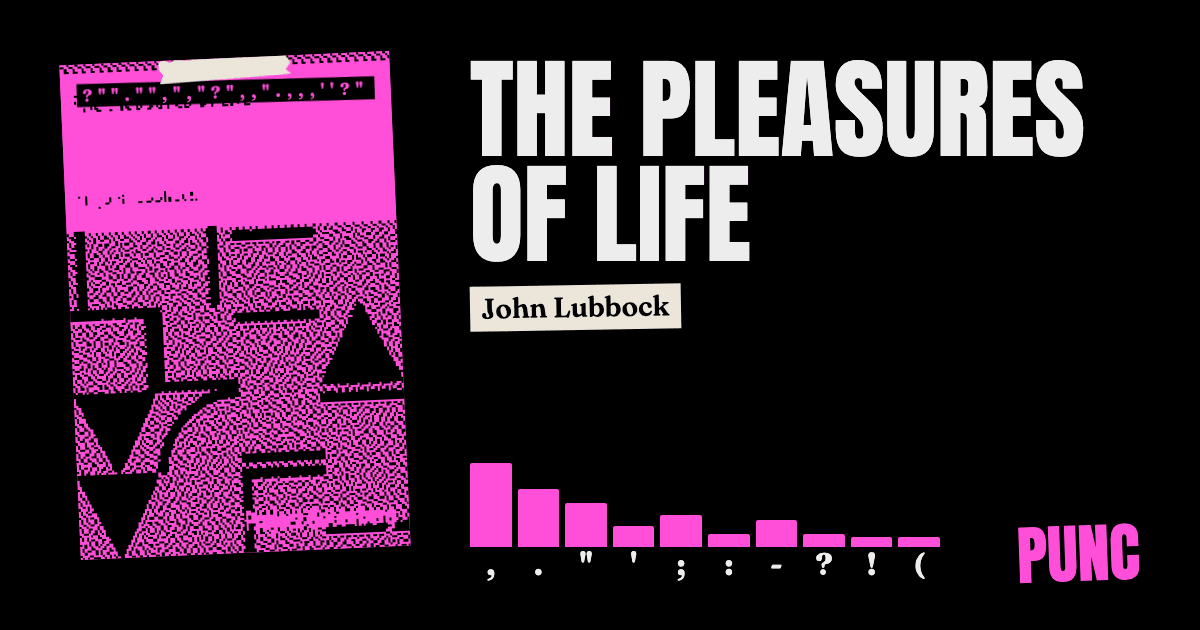 ?""."",","?",,".,,,''?"
THE PLEASURES
OF LIFE
John Lubbock
, . " ' ; : - ? ! (
PUNC